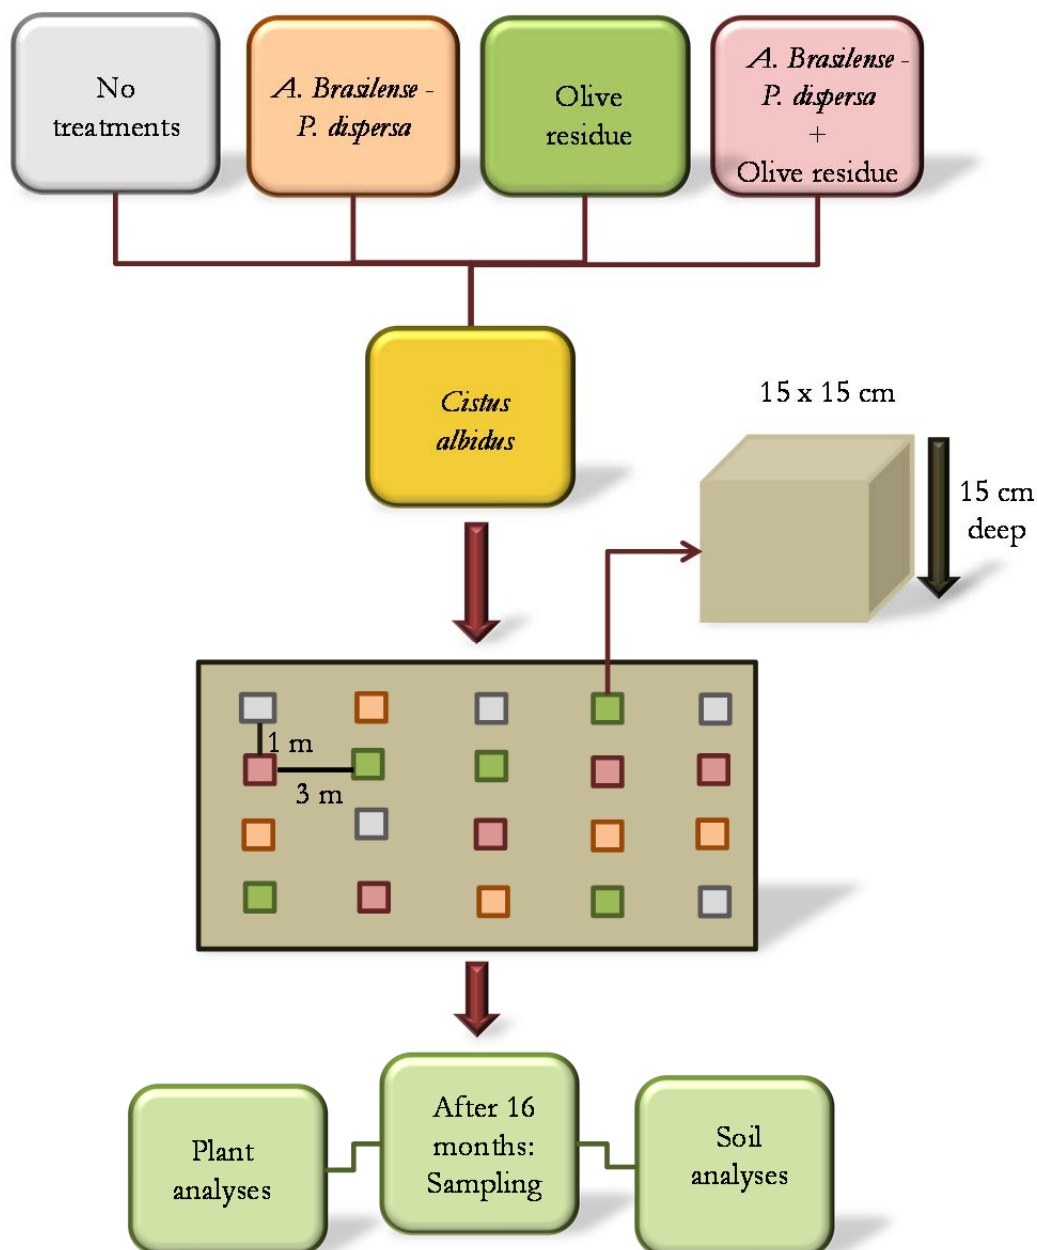 No
treatments
A. Brasilense -
P. dispersa
Olive
residue
A. Brasilense -
P. dispersa
+
Olive residue
Cistus
albidus
15 x 15 cm
15 cm
deep
1 m
3 m
Plant
analyses
After 16
months:
Sampling
Soil
analyses